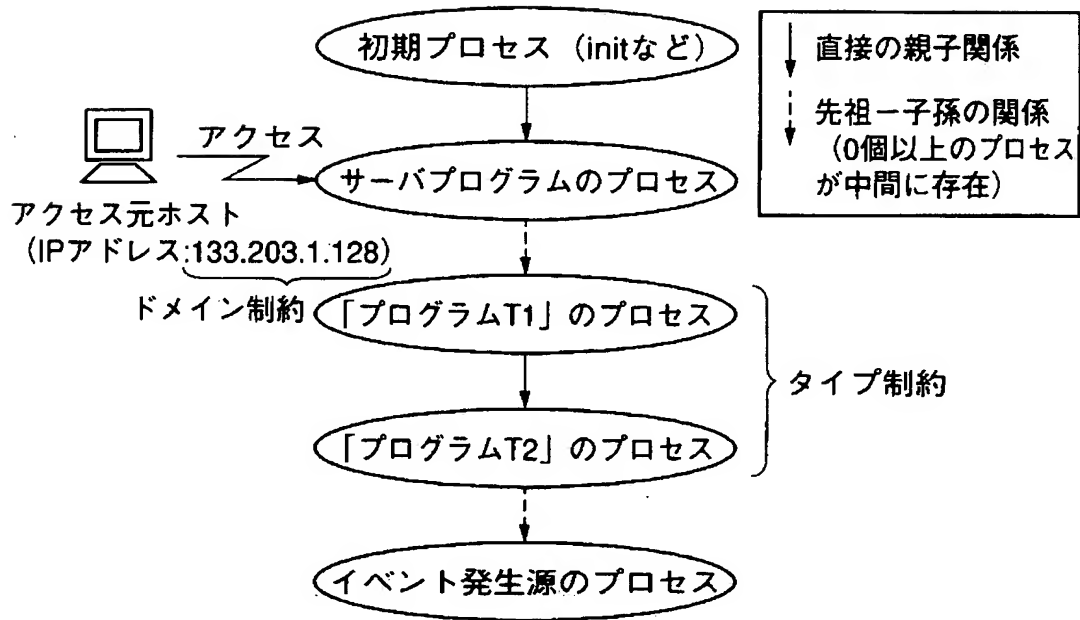 初期プロセス（initなど）
直接の親子関係
先祖ー子孫の関係
（0個以上のプロセス
が中間に存在）
アクセス
サーバプログラムのプロセス
アクセス元ホスト
（IPアドレス:133.203.1.128）
ドメイン制約
「プログラムT1」のプロセス
タイプ制約
「プログラムT2」のプロセス
イベント発生源のプロセス